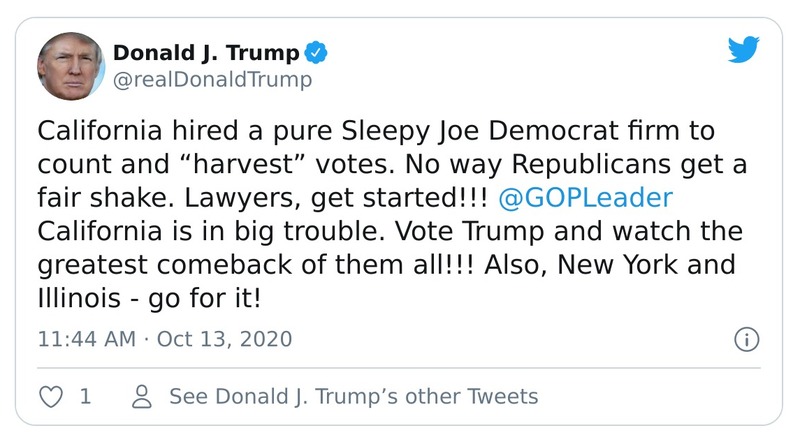 Donald J. Trump
@realDonaldTrump
California hired a pure Sleepy Joe Democrat firm to
count and “harvest” votes. No way Republicans get a
fair shake. Lawyers, get started!!! @GOPLeader
California is in big trouble. Vote Trump and watch the
greatest comeback of them all!!! Also, New York and
Illinois - go for it!
11:44 AM · Oct 13, 2020
1 See Donald J. Trump’s other Tweets